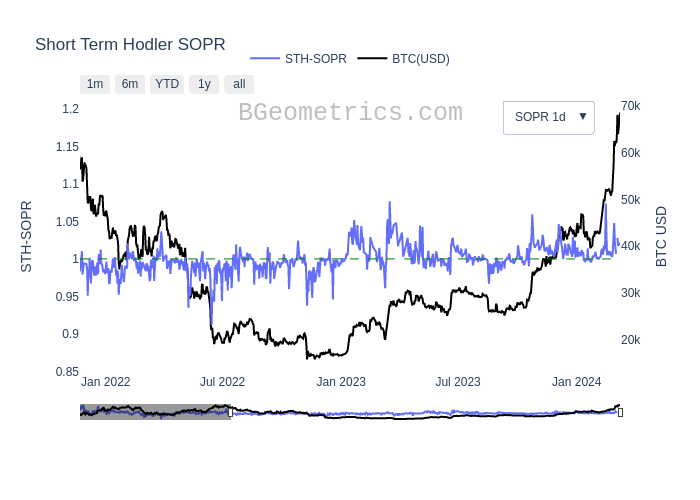 Short Term Hodler SOPR
STH-SOPR
BTC(USD)
1m
6m
YTD
1y
all
BGeometrics.com
SOPR 1d ▼
1.2
1.15
1.1
1.05
1
0.95
0.9
0.85
STH-SOPR
70k
60k
50k
40k
30k
20k
BTC USD
Jan 2022
Jul 2022
Jan 2023
Jul 2023
Jan 2024